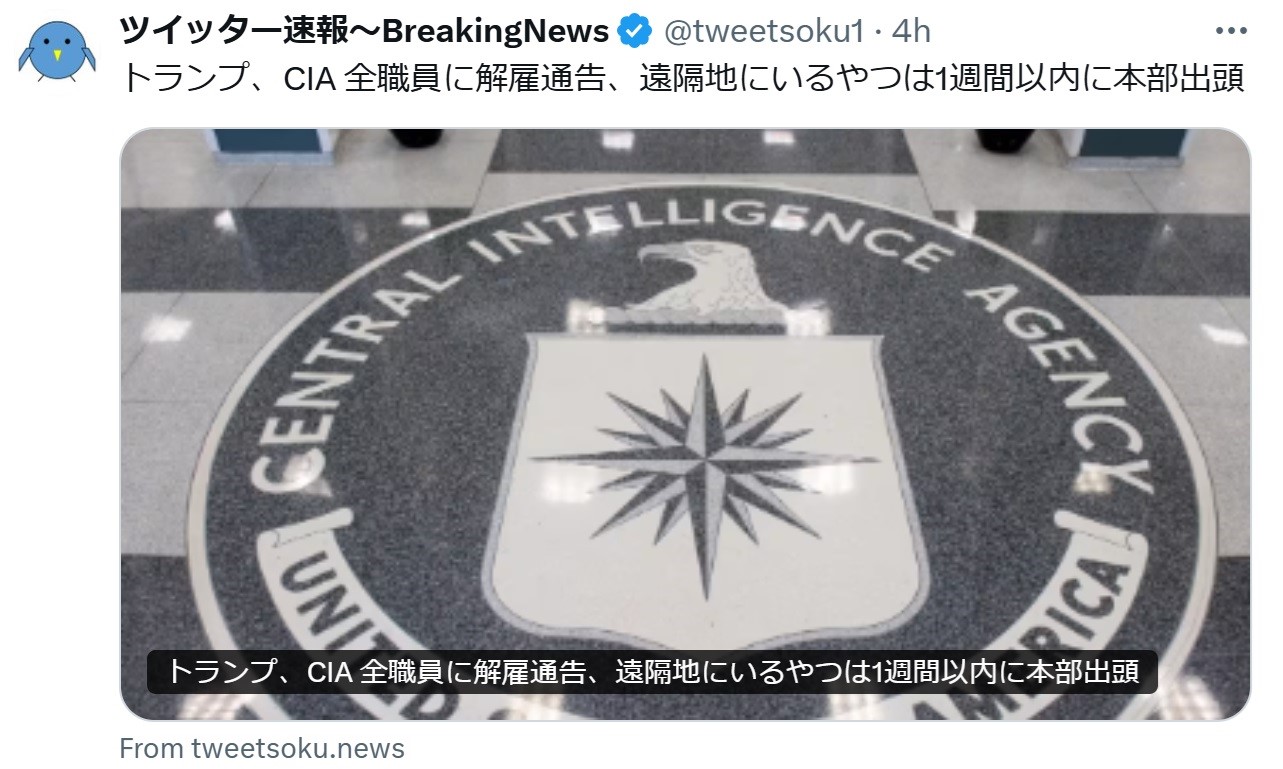 ツイッター速報〜BreakingNews @tweetsoku1 · 4h
トランプ、CIA 全職員に解雇通告、遠隔地にいるやつは1週間以内に本部出頭
CENTRAL INTELLIGENCE AGENCY
UNITED
AMERICA
トランプ、CIA 全職員に解雇通告、遠隔地にいるやつは1週間以内に本部出頭
From tweetsoku.news